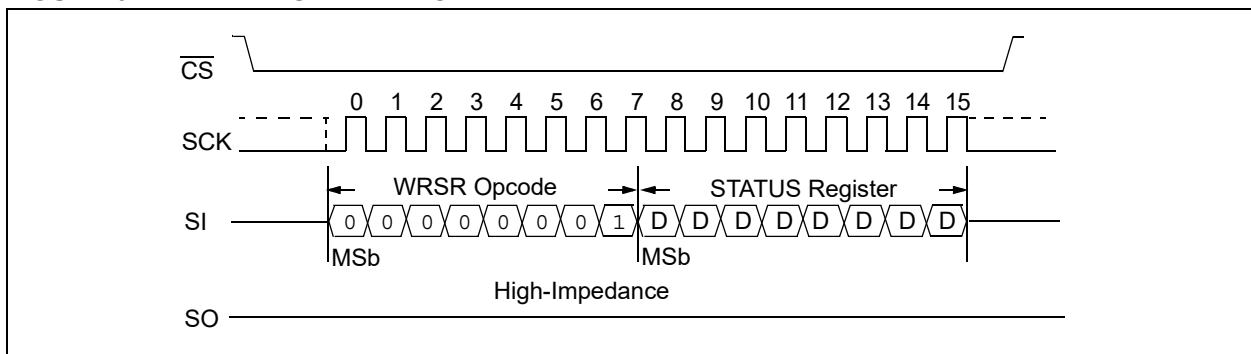 CS
0 1 2 3 4 5 6 7 8 9 10 11 12 13 14 15
SCK
WRSR Opcode STATUS Register
SI 0 0 0 0 0 0 0 1 D D D D D D D D
MSb MSb
High-Impedance
SO